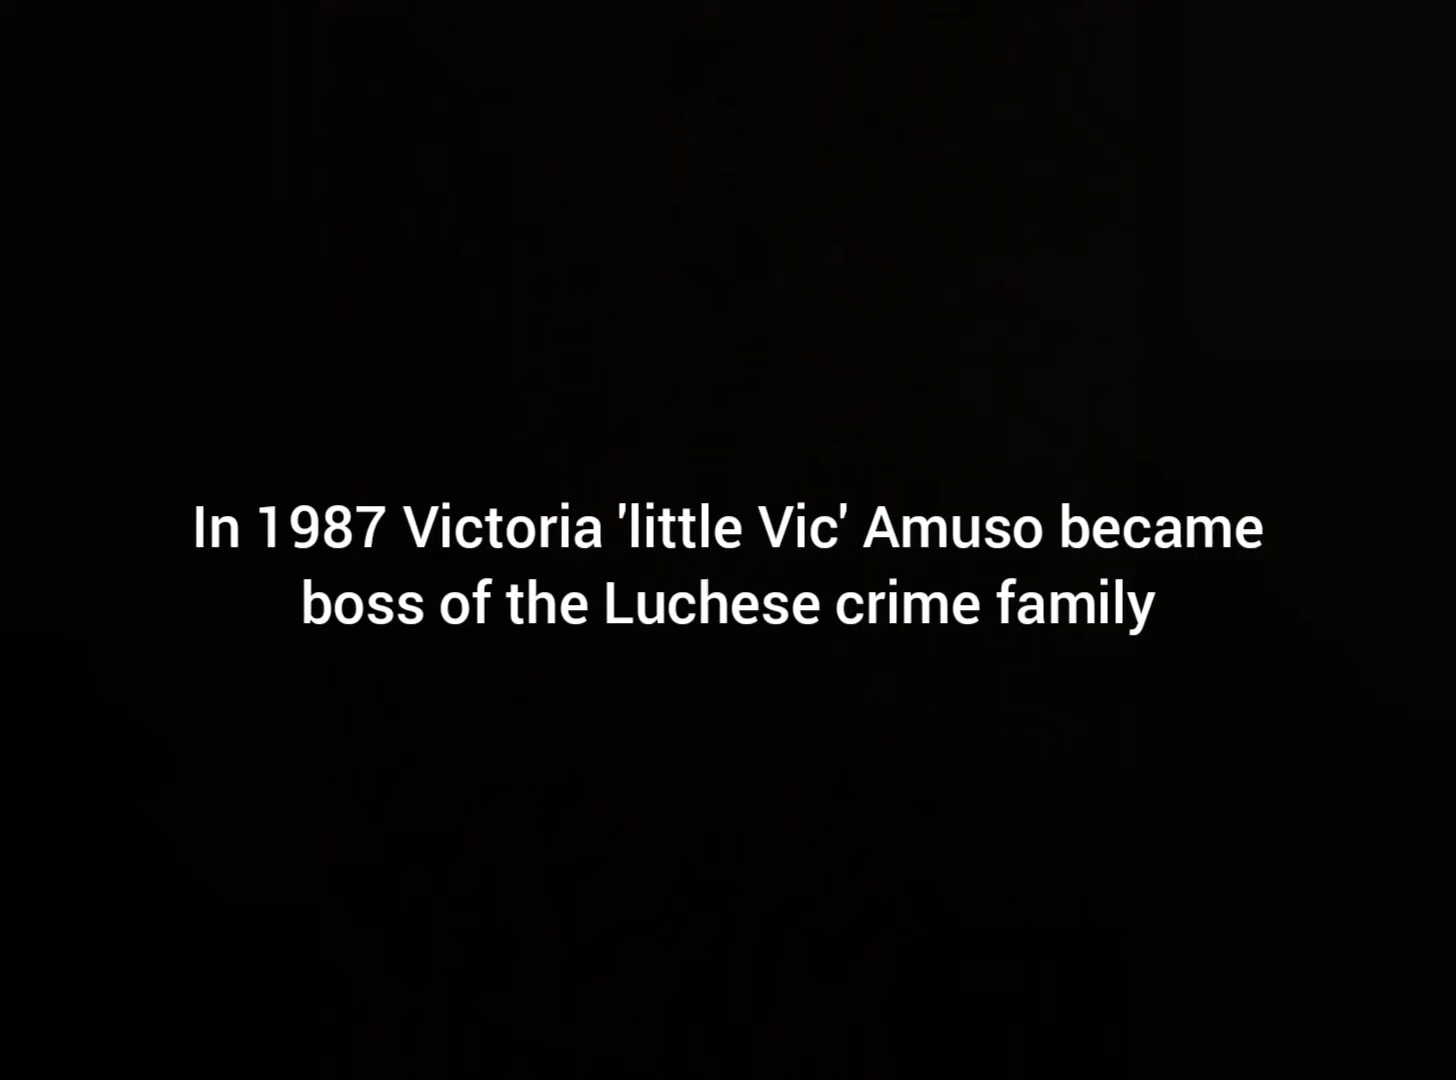 In 1987 Victoria 'little Vic' Amuso became
boss of the Luchese crime family